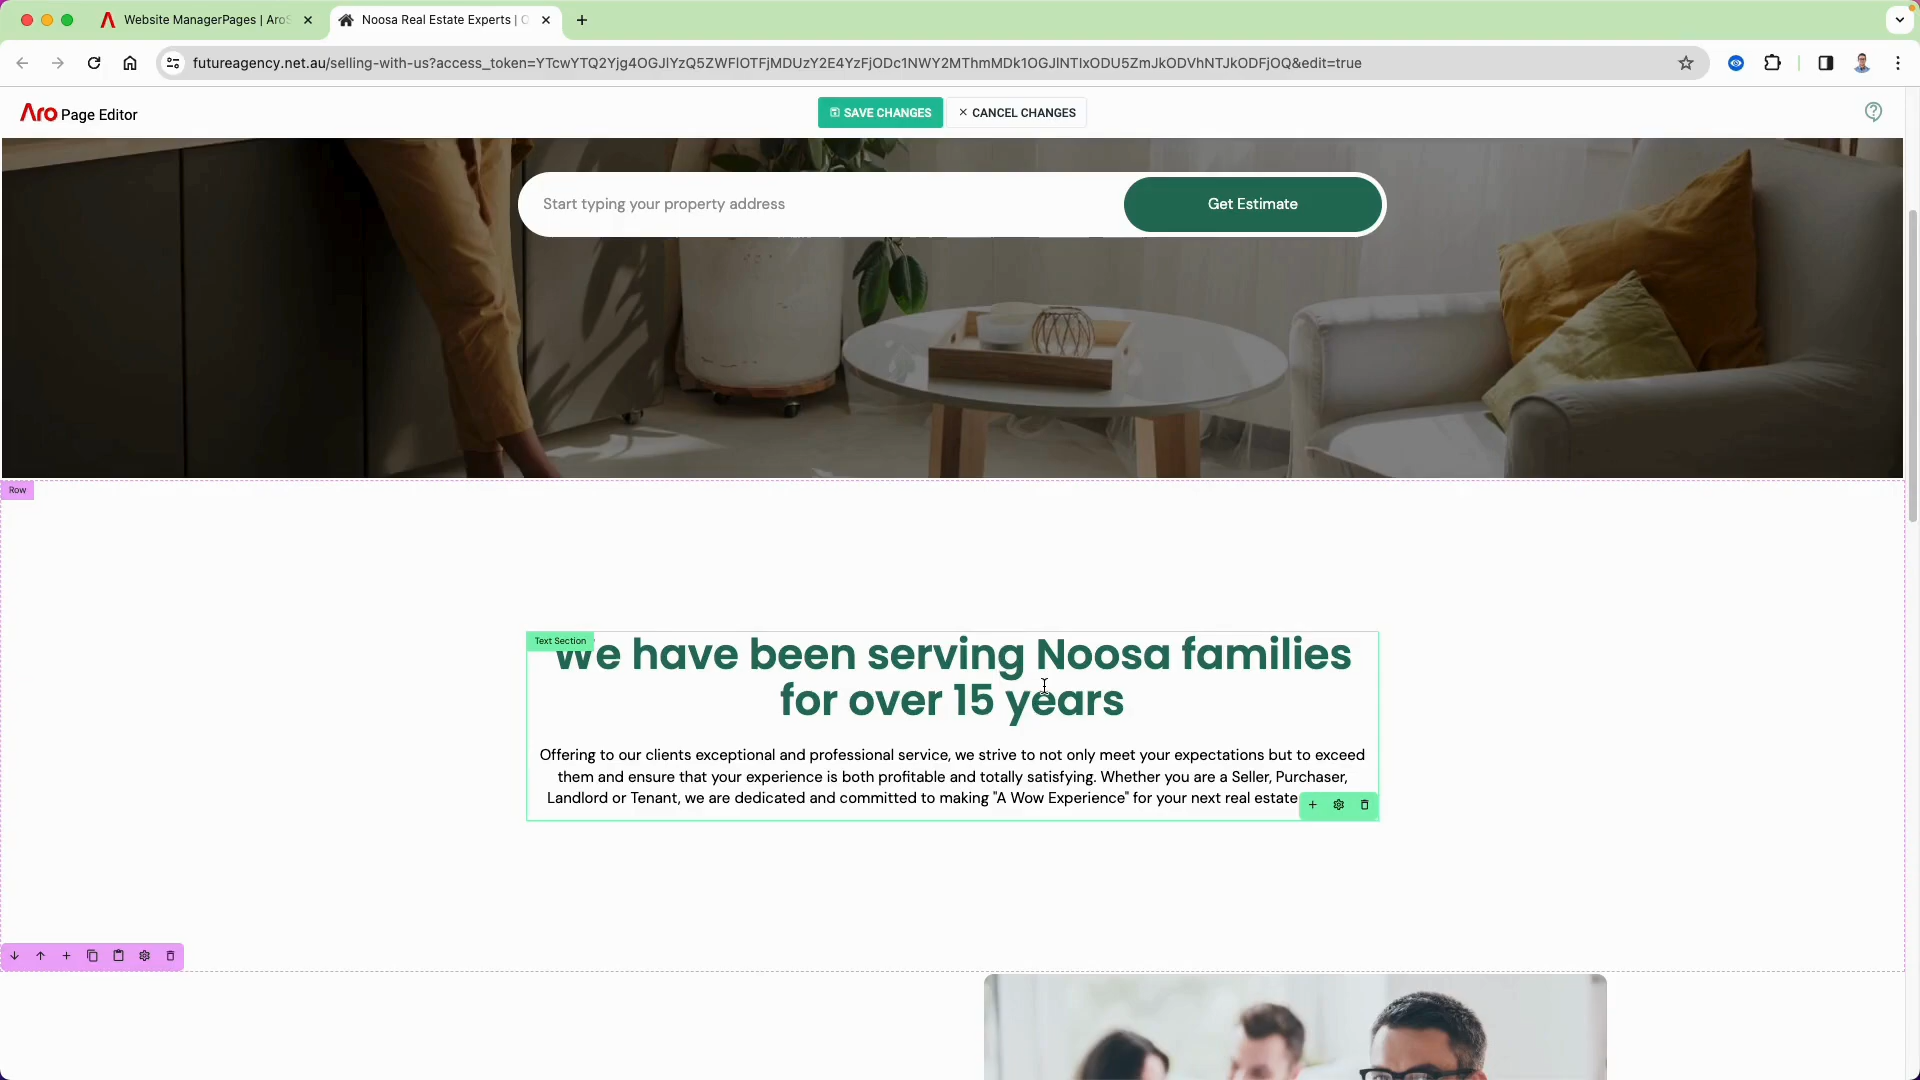 Website ManagerPages | Aro
Noosa Real Estate Experts |
futureagency.net.au/selling-with-us?access_token=YTcwYTQ2Yjg4OGJlYzQ5ZWFlOTFjMDUzY2E4YzFjODc1NWY2MThmMDk1OGJlNTIxODU5ZmJkODVhNTJkODFjOQ&edit=true
Aro Page Editor
SAVE CHANGES
CANCEL CHANGES
Start typing your property address
Get Estimate
Row
Text Section
We have been serving Noosa families
for over 15 years
Offering to our clients exceptional and professional service, we strive to not only meet your expectations but to exceed
them and ensure that your experience is both profitable and totally satisfying. Whether you are a Seller, Purchaser,
Landlord or Tenant, we are dedicated and committed to making "A Wow Experience" for your next real estate